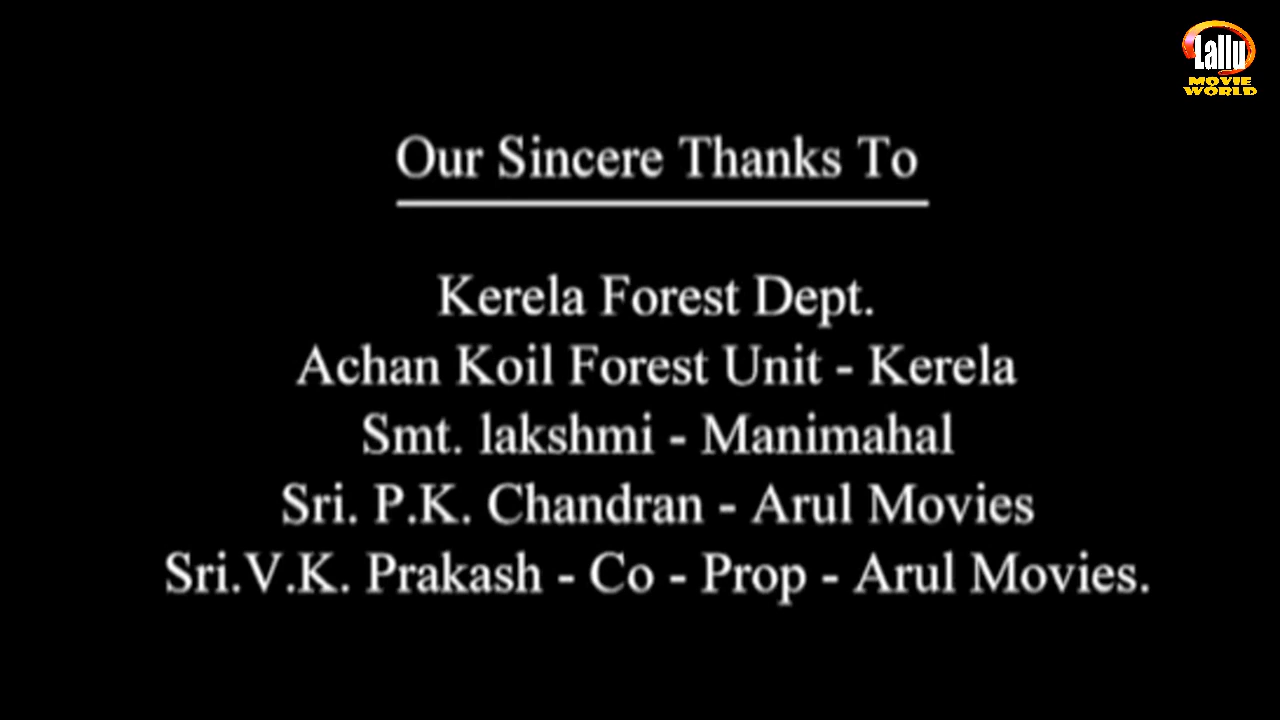 Lallu
MOVIE
WORLD
Our Sincere Thanks To
Kerela Forest Dept.
Achan Koil Forest Unit - Kerela
Smt. lakshmi - Manimahal
Sri. P.K. Chandran - Arul Movies
Sri.V.K. Prakash - Co - Prop - Arul Movies.